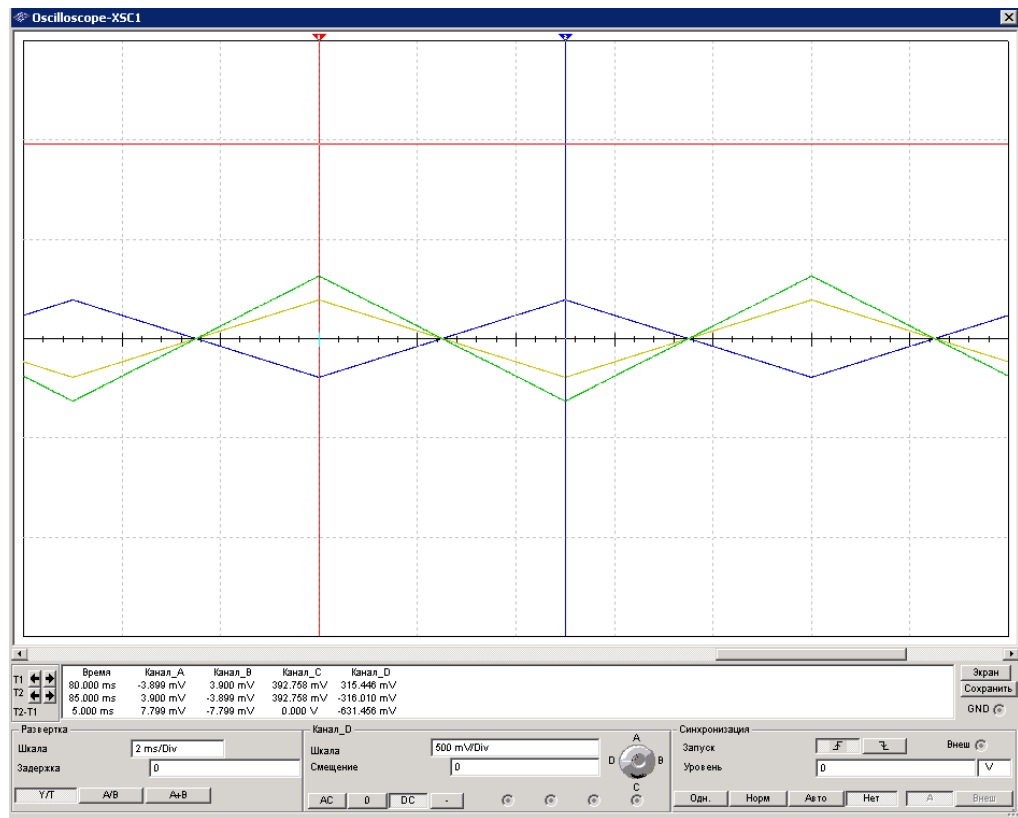 Oscilloscope-XSC1
1
2
Время Канал_A Канал_B Канал_C Канал_D
T1 80.000 ms -3.899 mV 3.900 mV 392.758 mV 315.446 mV
T2 85.000 ms 3.900 mV -3.899 mV 392.758 mV -316.010 mV
T2-T1 5.000 ms 7.799 mV -7.799 mV 0.000 V -631.456 mV
Экран
Сохранить
GND
Развертка
Шкала 2 ms/Div
Задержка 0
Y/T A/B A+B
Канал_D
Шкала 500 mV/Div
Смещение 0
AC 0 DC -
A
D B
C
Синхронизация
Запуск Внеш
Уровень 0 V
Одн. Норм Авто Нет A Внеш